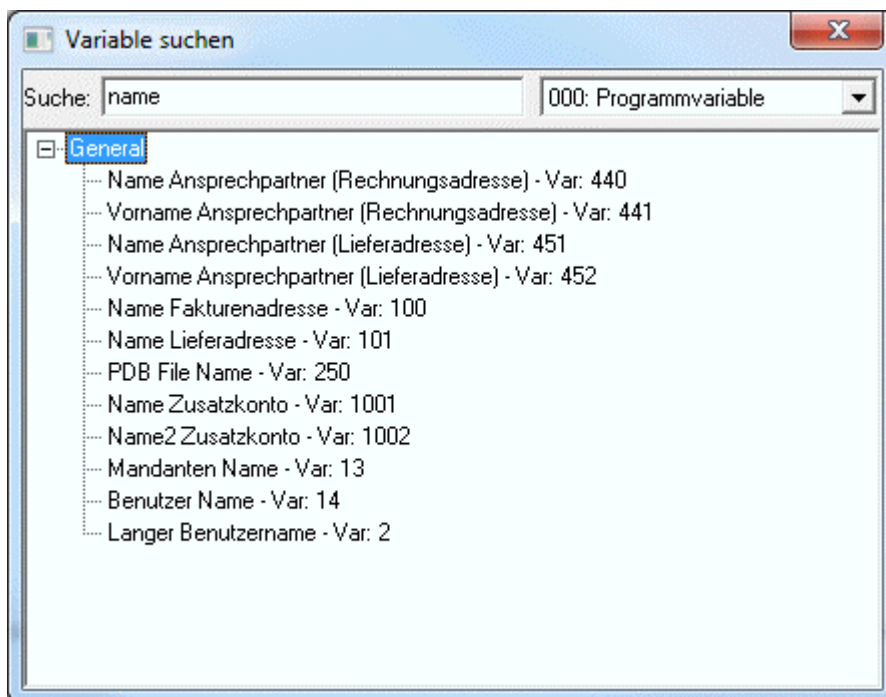 Variable suchen
Suche: name 000: Programmvariable
General
Name Ansprechpartner (Rechnungsadresse) - Var: 440
Vorname Ansprechpartner (Rechnungsadresse) - Var: 441
Name Ansprechpartner (Lieferadresse) - Var: 451
Vorname Ansprechpartner (Lieferadresse) - Var: 452
Name Fakturenadresse - Var: 100
Name Lieferadresse - Var: 101
PDB File Name - Var: 250
Name Zusatzkonto - Var: 1001
Name2 Zusatzkonto - Var: 1002
Mandanten Name - Var: 13
Benutzer Name - Var: 14
Langer Benutzername - Var: 2